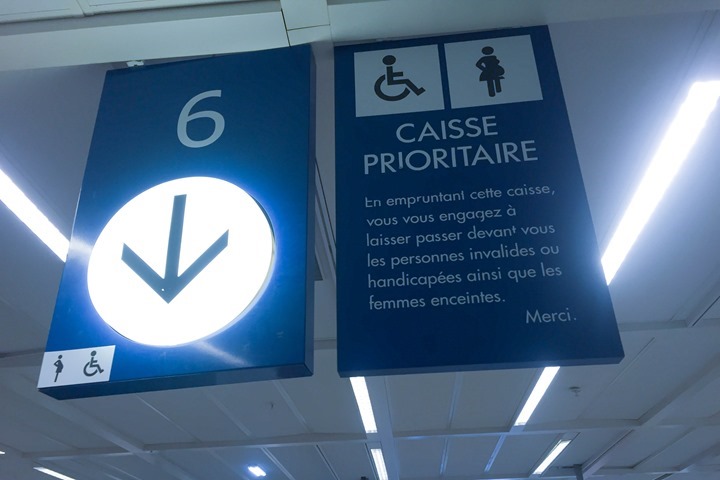 6
CAISSE
PRIORITAIRE
En empruntant cette caisse,
vous vous engagez à
laisser passer devant vous
les personnes invalides ou
handicapées ainsi que les
femmes enceintes.
Merci.